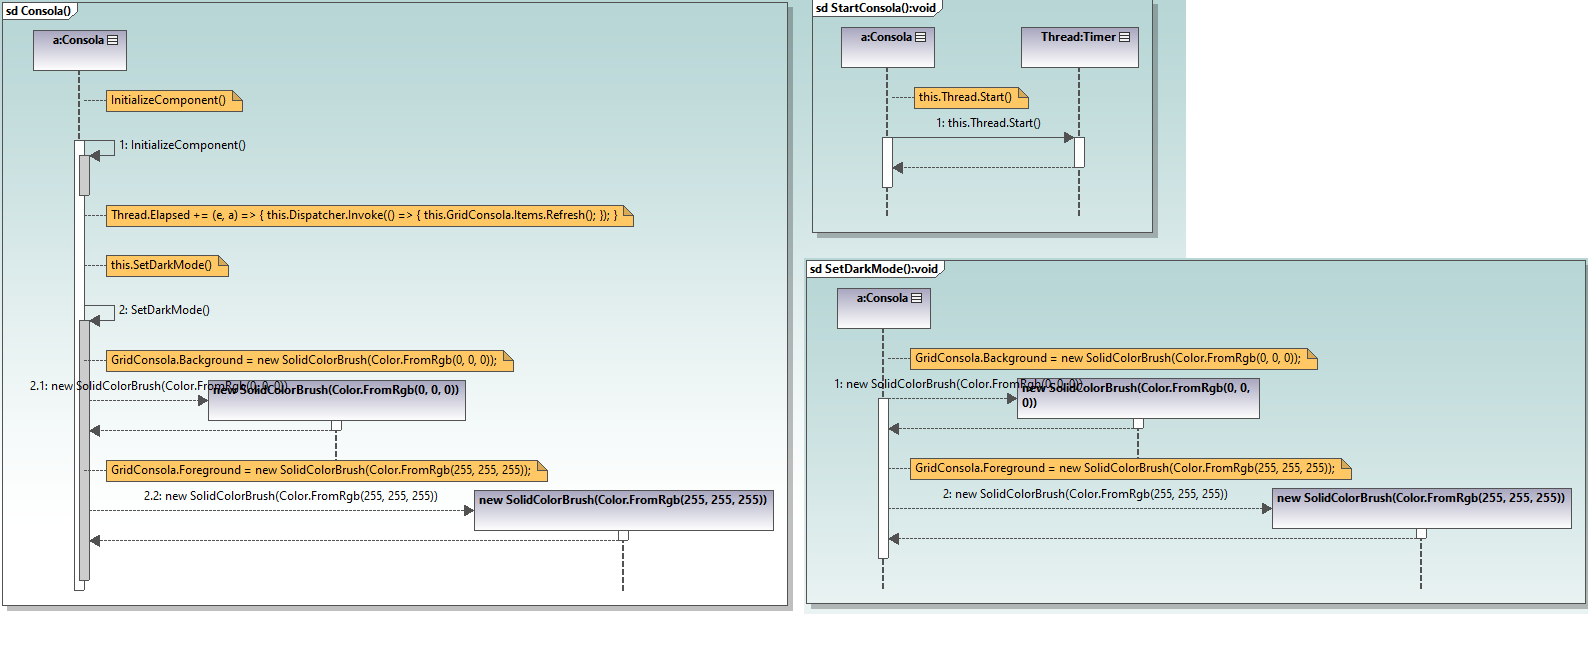 sd Consola()
a:Consola
InitializeComponent()
1: InitializeComponent()
Thread.Elapsed += (e, a) => { this.Dispatcher.Invoke(() => { this.GridConsola.Items.Refresh(); }); }
this.SetDarkMode()
2: SetDarkMode()
GridConsola.Background = new SolidColorBrush(Color.FromRgb(0, 0, 0));
2.1: new SolidColorBrush(Color.FromRgb(0, 0, 0))
new SolidColorBrush(Color.FromRgb(0, 0, 0))
GridConsola.Foreground = new SolidColorBrush(Color.FromRgb(255, 255, 255));
2.2: new SolidColorBrush(Color.FromRgb(255, 255, 255))
new SolidColorBrush(Color.FromRgb(255, 255, 255))
sd StartConsola():void
a:Consola
Thread:Timer
this.Thread.Start()
1: this.Thread.Start()
sd SetDarkMode():void
a:Consola
GridConsola.Background = new SolidColorBrush(Color.FromRgb(0, 0, 0));
1: new SolidColorBrush(Color.FromRgb(0, 0, 0))
new SolidColorBrush(Color.FromRgb(0, 0,
0))
GridConsola.Foreground = new SolidColorBrush(Color.FromRgb(255, 255, 255));
2: new SolidColorBrush(Color.FromRgb(255, 255, 255))
new SolidColorBrush(Color.FromRgb(255, 255, 255))